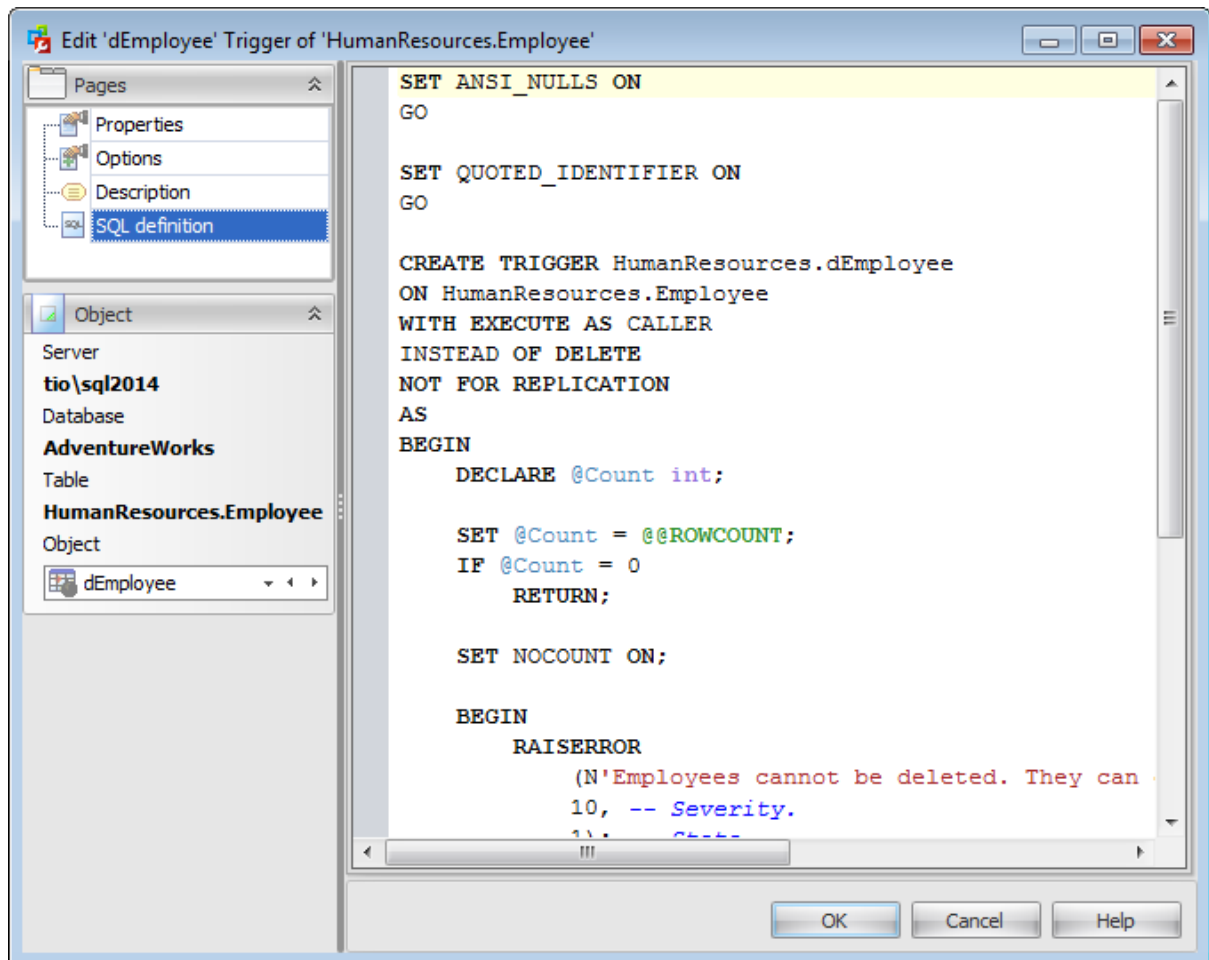 Edit 'dEmployee' Trigger of 'HumanResources.Employee'
Pages
Properties
Options
Description
SQL definition
Object
Server
tio\sql2014
Database
AdventureWorks
Table
HumanResources.Employee
Object
dEmployee
SET ANSI_NULLS ON
GO
SET QUOTED_IDENTIFIER ON
GO
CREATE TRIGGER HumanResources.dEmployee
ON HumanResources.Employee
WITH EXECUTE AS CALLER
INSTEAD OF DELETE
NOT FOR REPLICATION
AS
BEGIN
DECLARE @Count int;
SET @Count = @@ROWCOUNT;
IF @Count = 0
RETURN;
SET NOCOUNT ON;
BEGIN
RAISERROR
(N'Employees cannot be deleted. They can
10, -- Severity.
OK
Cancel
Help